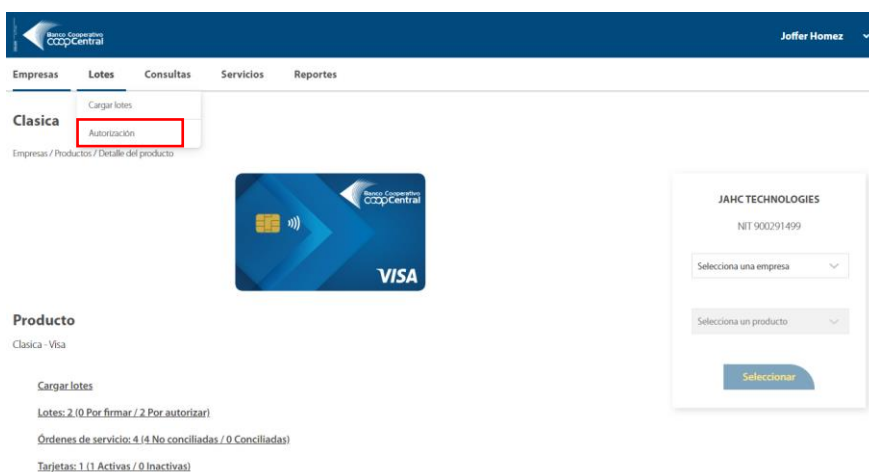 Banco Cooperativo
coopCentral
Joffer Homez
Empresas Lotes Consultas Servicios Reportes
Cargar lotes
Autorización
Clasica
Empresas / Productos / Detalle del producto
Banco Cooperativo
coopCentral
VISA
JAHC TECHNOLOGIES
NIT 900291499
Selecciona una empresa
Selecciona un producto
Seleccionar
Producto
Clasica - Visa
Cargar lotes
Lotes: 2 (0 Por firmar / 2 Por autorizar)
Órdenes de servicio: 4 (4 No conciliadas / 0 Conciliadas)
Tarjetas: 1 (1 Activas / 0 Inactivas)